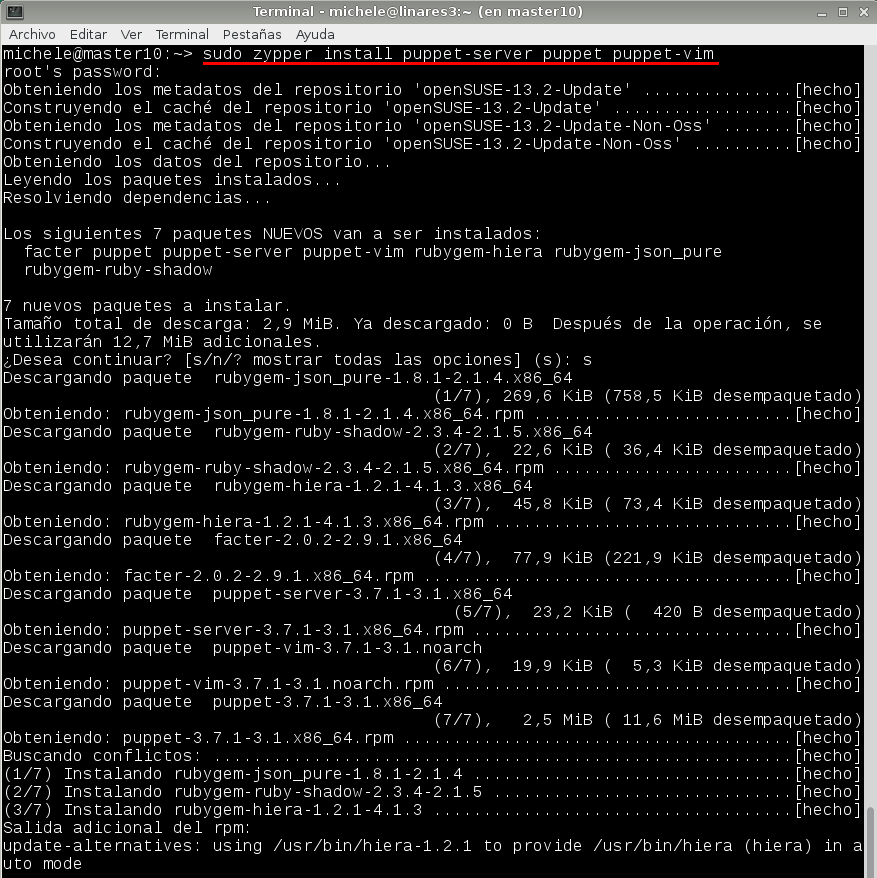 Terminal - michele@linares3:~ (en master10)
Archivo Editar Ver Terminal Pestañas Ayuda
michele@master10:~> sudo zypper install puppet-server puppet puppet-vim
root's password:
Obteniendo los metadatos del repositorio 'openSUSE-13.2-Update' ...............[hecho]
Construyendo el caché del repositorio 'openSUSE-13.2-Update' ..................[hecho]
Obteniendo los metadatos del repositorio 'openSUSE-13.2-Update-Non-Oss' .......[hecho]
Construyendo el caché del repositorio 'openSUSE-13.2-Update-Non-Oss' ..........[hecho]
Obteniendo los datos del repositorio...
Leyendo los paquetes instalados...
Resolviendo dependencias...
Los siguientes 7 paquetes NUEVOS van a ser instalados:
  facter puppet puppet-server puppet-vim rubygem-hiera rubygem-json_pure
  rubygem-ruby-shadow
7 nuevos paquetes a instalar.
Tamaño total de descarga: 2,9 MiB. Ya descargado: 0 B  Después de la operación, se
utilizarán 12,7 MiB adicionales.
¿Desea continuar? [s/n/? mostrar todas las opciones] (s): s
Descargando paquete  rubygem-json_pure-1.8.1-2.1.4.x86_64
(1/7), 269,6 KiB (758,5 KiB desempaquetado)
Obteniendo: rubygem-json_pure-1.8.1-2.1.4.x86_64.rpm ..........................[hecho]
Descargando paquete  rubygem-ruby-shadow-2.3.4-2.1.5.x86_64
(2/7),  22,6 KiB ( 36,4 KiB desempaquetado)
Obteniendo: rubygem-ruby-shadow-2.3.4-2.1.5.x86_64.rpm ........................[hecho]
Descargando paquete  rubygem-hiera-1.2.1-4.1.3.x86_64
(3/7),  45,8 KiB ( 73,4 KiB desempaquetado)
Obteniendo: rubygem-hiera-1.2.1-4.1.3.x86_64.rpm ..............................[hecho]
Descargando paquete  facter-2.0.2-2.9.1.x86_64
(4/7),  77,9 KiB (221,9 KiB desempaquetado)
Obteniendo: facter-2.0.2-2.9.1.x86_64.rpm .....................................[hecho]
Descargando paquete  puppet-server-3.7.1-3.1.x86_64
(5/7),  23,2 KiB (  420 B desempaquetado)
Obteniendo: puppet-server-3.7.1-3.1.x86_64.rpm ................................[hecho]
Descargando paquete  puppet-vim-3.7.1-3.1.noarch
(6/7),  19,9 KiB (  5,3 KiB desempaquetado)
Obteniendo: puppet-vim-3.7.1-3.1.noarch.rpm ...................................[hecho]
Descargando paquete  puppet-3.7.1-3.1.x86_64
(7/7),   2,5 MiB ( 11,6 MiB desempaquetado)
Obteniendo: puppet-3.7.1-3.1.x86_64.rpm .......................................[hecho]
Buscando conflictos: ..........................................................[hecho]
(1/7) Instalando rubygem-json_pure-1.8.1-2.1.4 ................................[hecho]
(2/7) Instalando rubygem-ruby-shadow-2.3.4-2.1.5 ..............................[hecho]
(3/7) Instalando rubygem-hiera-1.2.1-4.1.3 ....................................[hecho]
Salida adicional del rpm:
update-alternatives: using /usr/bin/hiera-1.2.1 to provide /usr/bin/hiera (hiera) in a
uto mode